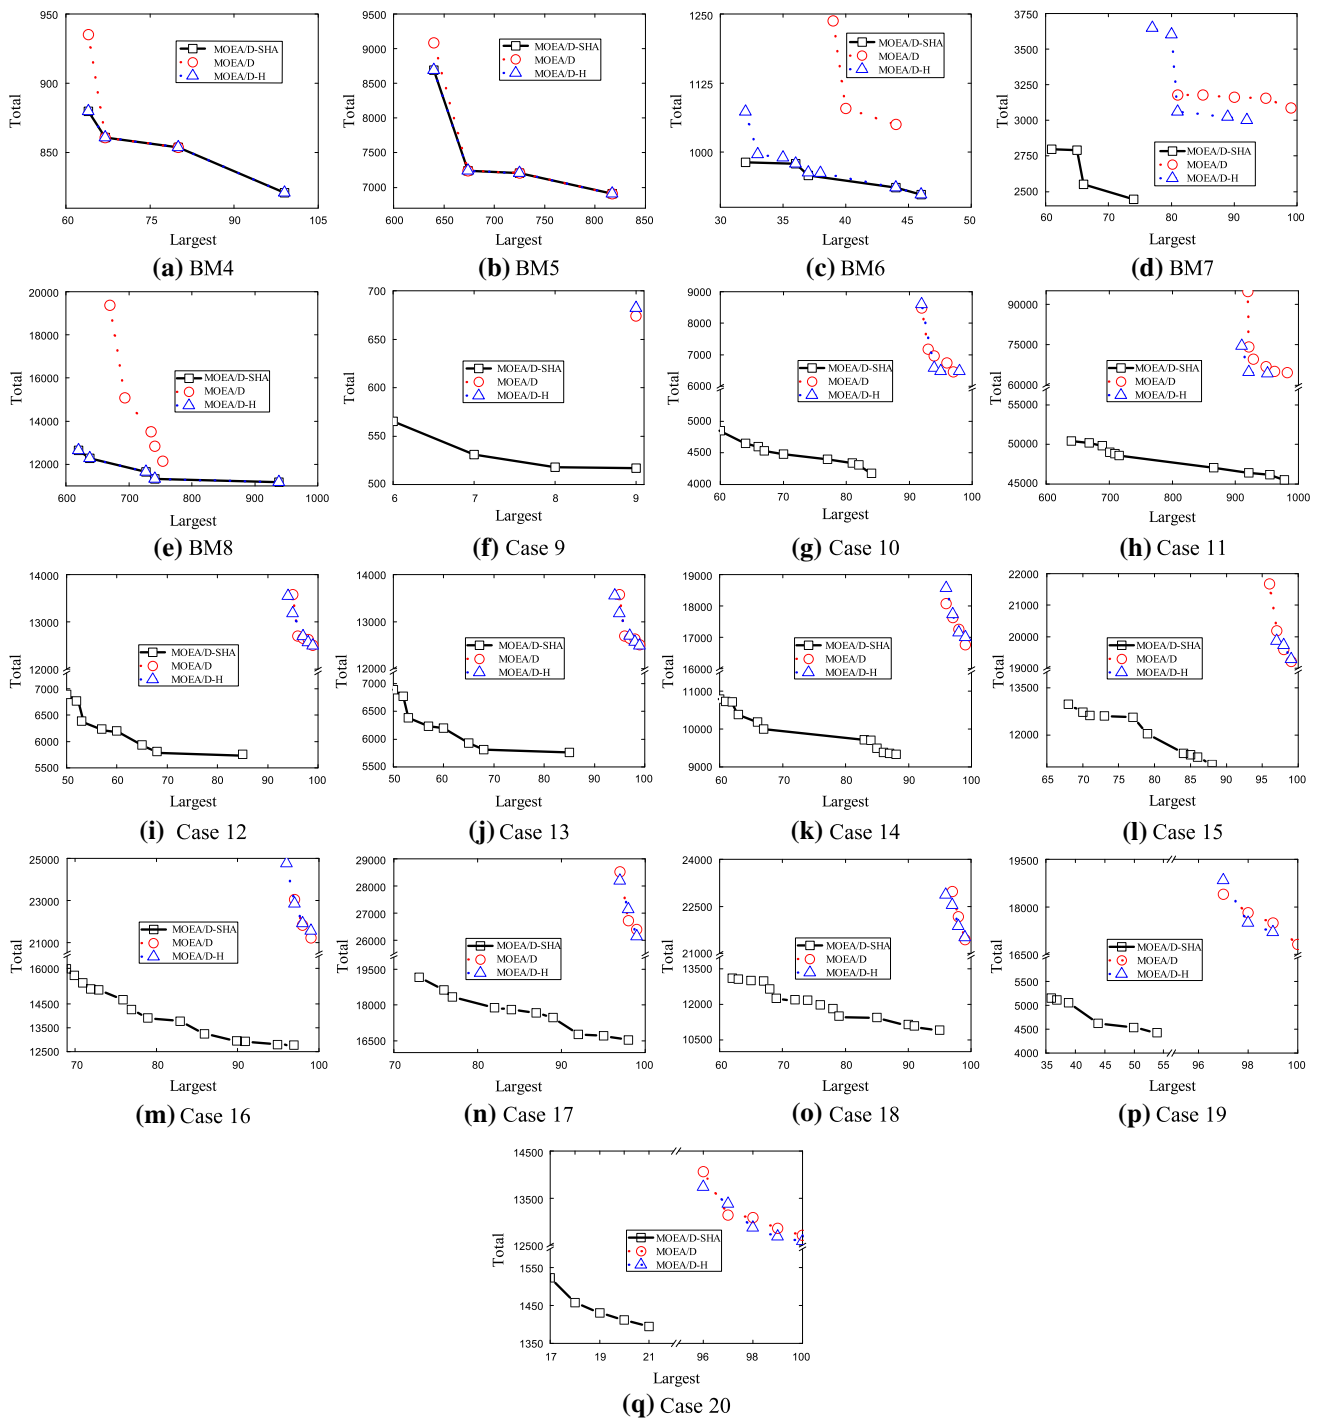 950
900
850
Total
MOEA/D-SHA
MOEA/D
MOEA/D-H
60 75 90 105
Largest
(a) BM4
9500
9000
8500
8000
7500
7000
Total
MOEA/D-SHA
MOEA/D
MOEA/D-H
600 650 700 750 800 850
Largest
(b) BM5
1250
1125
1000
Total
MOEA/D-SHA
MOEA/D
MOEA/D-H
30 35 40 45 50
Largest
(c) BM6
3750
3500
3250
3000
2750
2500
Total
MOEA/D-SHA
MOEA/D
MOEA/D-H
60 70 80 90 100
Largest
(d) BM7
20000
18000
16000
14000
12000
Total
MOEA/D-SHA
MOEA/D
MOEA/D-H
600 700 800 900 1000
Largest
(e) BM8
700
650
600
550
500
Total
MOEA/D-SHA
MOEA/D
MOEA/D-H
6 7 8 9
Largest
(f) Case 9
9000
8000
7000
6000
5000
4500
4000
Total
MOEA/D-SHA
MOEA/D
MOEA/D-H
60 70 80 90 100
Largest
(g) Case 10
90000
75000
60000
55000
50000
45000
Total
MOEA/D-SHA
MOEA/D
MOEA/D-H
600 700 800 900 1000
Largest
(h) Case 11
14000
13000
12000
7000
6500
6000
5500
Total
MOEA/D-SHA
MOEA/D
MOEA/D-H
50 60 70 80 90 100
Largest
(i) Case 12
14000
13000
12000
7000
6500
6000
5500
Total
MOEA/D-SHA
MOEA/D
MOEA/D-H
50 60 70 80 90 100
Largest
(j) Case 13
19000
18000
17000
16000
11000
10000
9000
Total
MOEA/D-SHA
MOEA/D
MOEA/D-H
60 70 80 90 100
Largest
(k) Case 14
22000
21000
20000
19000
13500
12000
Total
MOEA/D-SHA
MOEA/D
MOEA/D-H
65 70 75 80 85 90 95 100
Largest
(l) Case 15
25000
23000
21000
16000
14500
13500
12500
Total
MOEA/D-SHA
MOEA/D
MOEA/D-H
70 80 90 100
Largest
(m) Case 16
29000
28000
27000
26000
19500
18000
16500
Total
MOEA/D-SHA
MOEA/D
MOEA/D-H
70 80 90 100
Largest
(n) Case 17
24000
22500
21000
13500
12000
10500
Total
MOEA/D-SHA
MOEA/D
MOEA/D-H
60 70 80 90 100
Largest
(o) Case 18
19500
18000
16500
6000
5000
4500
4000
Total
MOEA/D-SHA
MOEA/D
MOEA/D-H
35 40 45 50 55 96 98 100
Largest
(p) Case 19
14500
13500
12500
1550
1450
1350
Total
MOEA/D-SHA
MOEA/D
MOEA/D-H
17 19 21 96 98 100
Largest
(q) Case 20